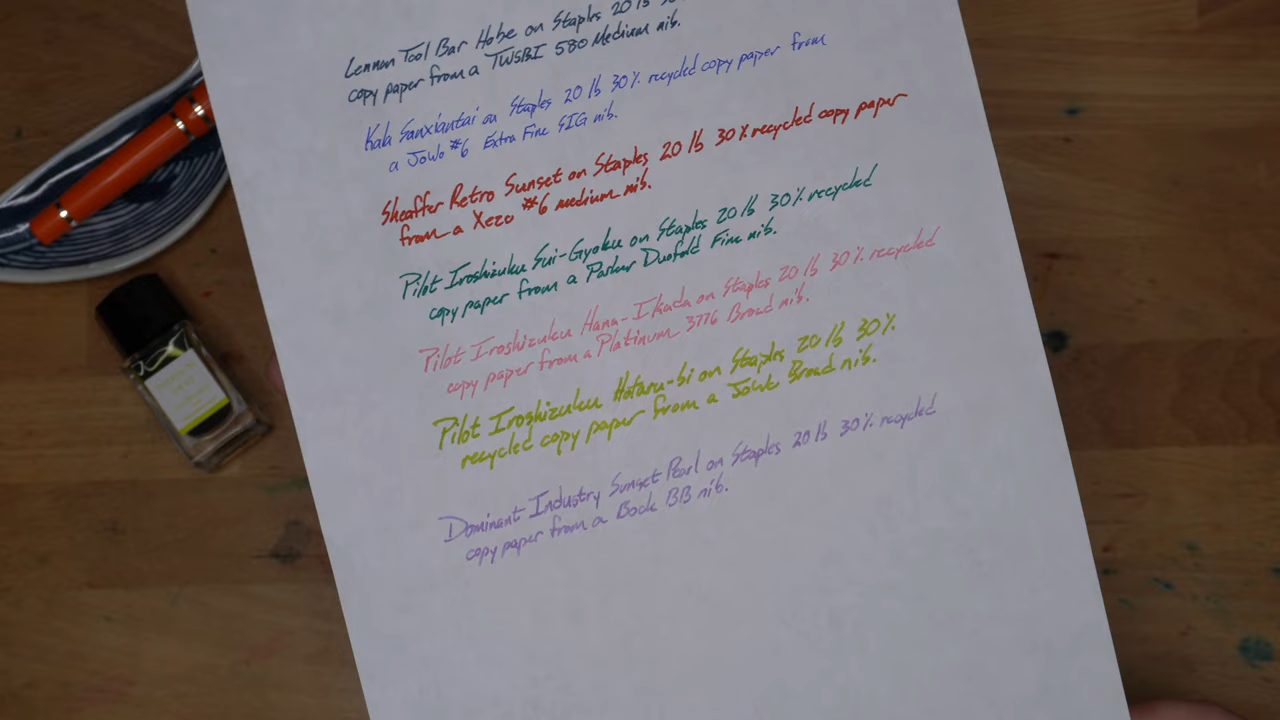 Lennon Tool Bar Hobe on Staples 20 lb
copy paper from a TWSBI 580 Medium nib.
Kala Sanxiantai on Staples 20 lb 30% recycled copy paper from
a JoWo #6 Extra Fine SIG nib.
Sheaffer Retro Sunset on Staples 20 lb 30% recycled copy paper
from a Xezo #6 medium nib.
Pilot Iroshizuku Sui-Gyoku on Staples 20 lb 30% recycled
copy paper from a Parker Duofold Fine nib.
Pilot Iroshizuku Hana-Ikada on Staples 20 lb 30% recycled
copy paper from a Platinum 3776 Broad nib.
Pilot Iroshizuku Hotaru-bi on Staples 20 lb 30%
recycled copy paper from a JoWo Broad nib.
Dominant Industry Sunset Pearl on Staples 20 lb 30% recycled
copy paper from a Bock BB nib.